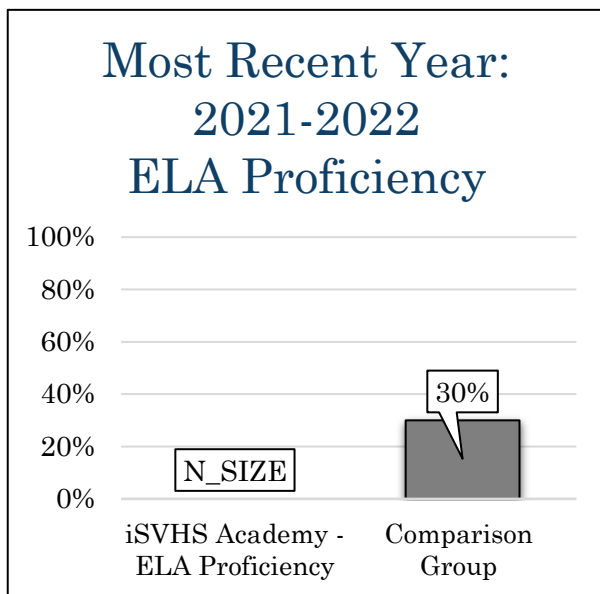 Most Recent Year:
2021-2022
ELA Proficiency
100%
80%
60%
40%
20%
0%
30%
N_SIZE
iSVHS Academy -
ELA Proficiency
Comparison
Group